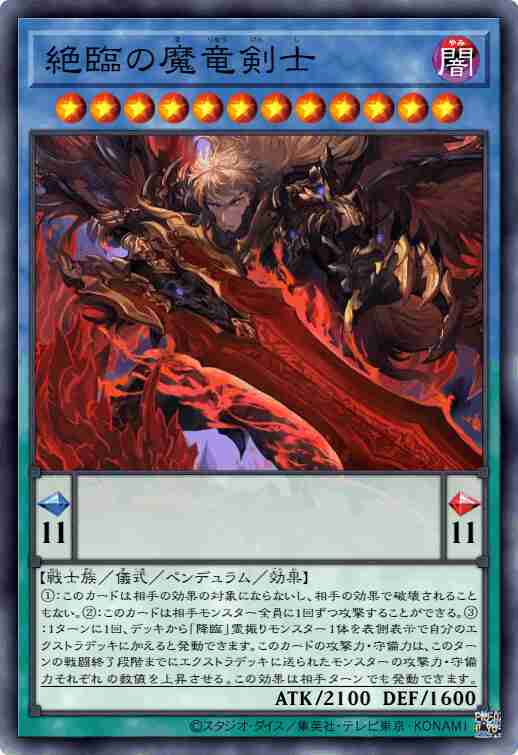 絶臨の魔竜剣士
闇
11
11
【戦士族／儀式／ペンデュラム／効果】
①:このカードは相手の効果の対象にならないし、相手の効果で破壊されること
もない。②:このカードは相手モンスター全員に1回ずつ攻撃することができる。③
:1ターンに1回、デッキから「降臨」霊振りモンスター1体を表側表示で自分のエ
クストラデッキに加えると発動できます。このカードの攻撃力・守備力は、このター
ンの戦闘終了段階までにエクストラデッキに送られたモンスターの攻撃力・守備
力それぞれの数値を上昇させる。この効果は相手ターンでも発動できます。
ATK/2100 DEF/1600
©スタジオ・ダイス／集英社・テレビ東京・KONAMI